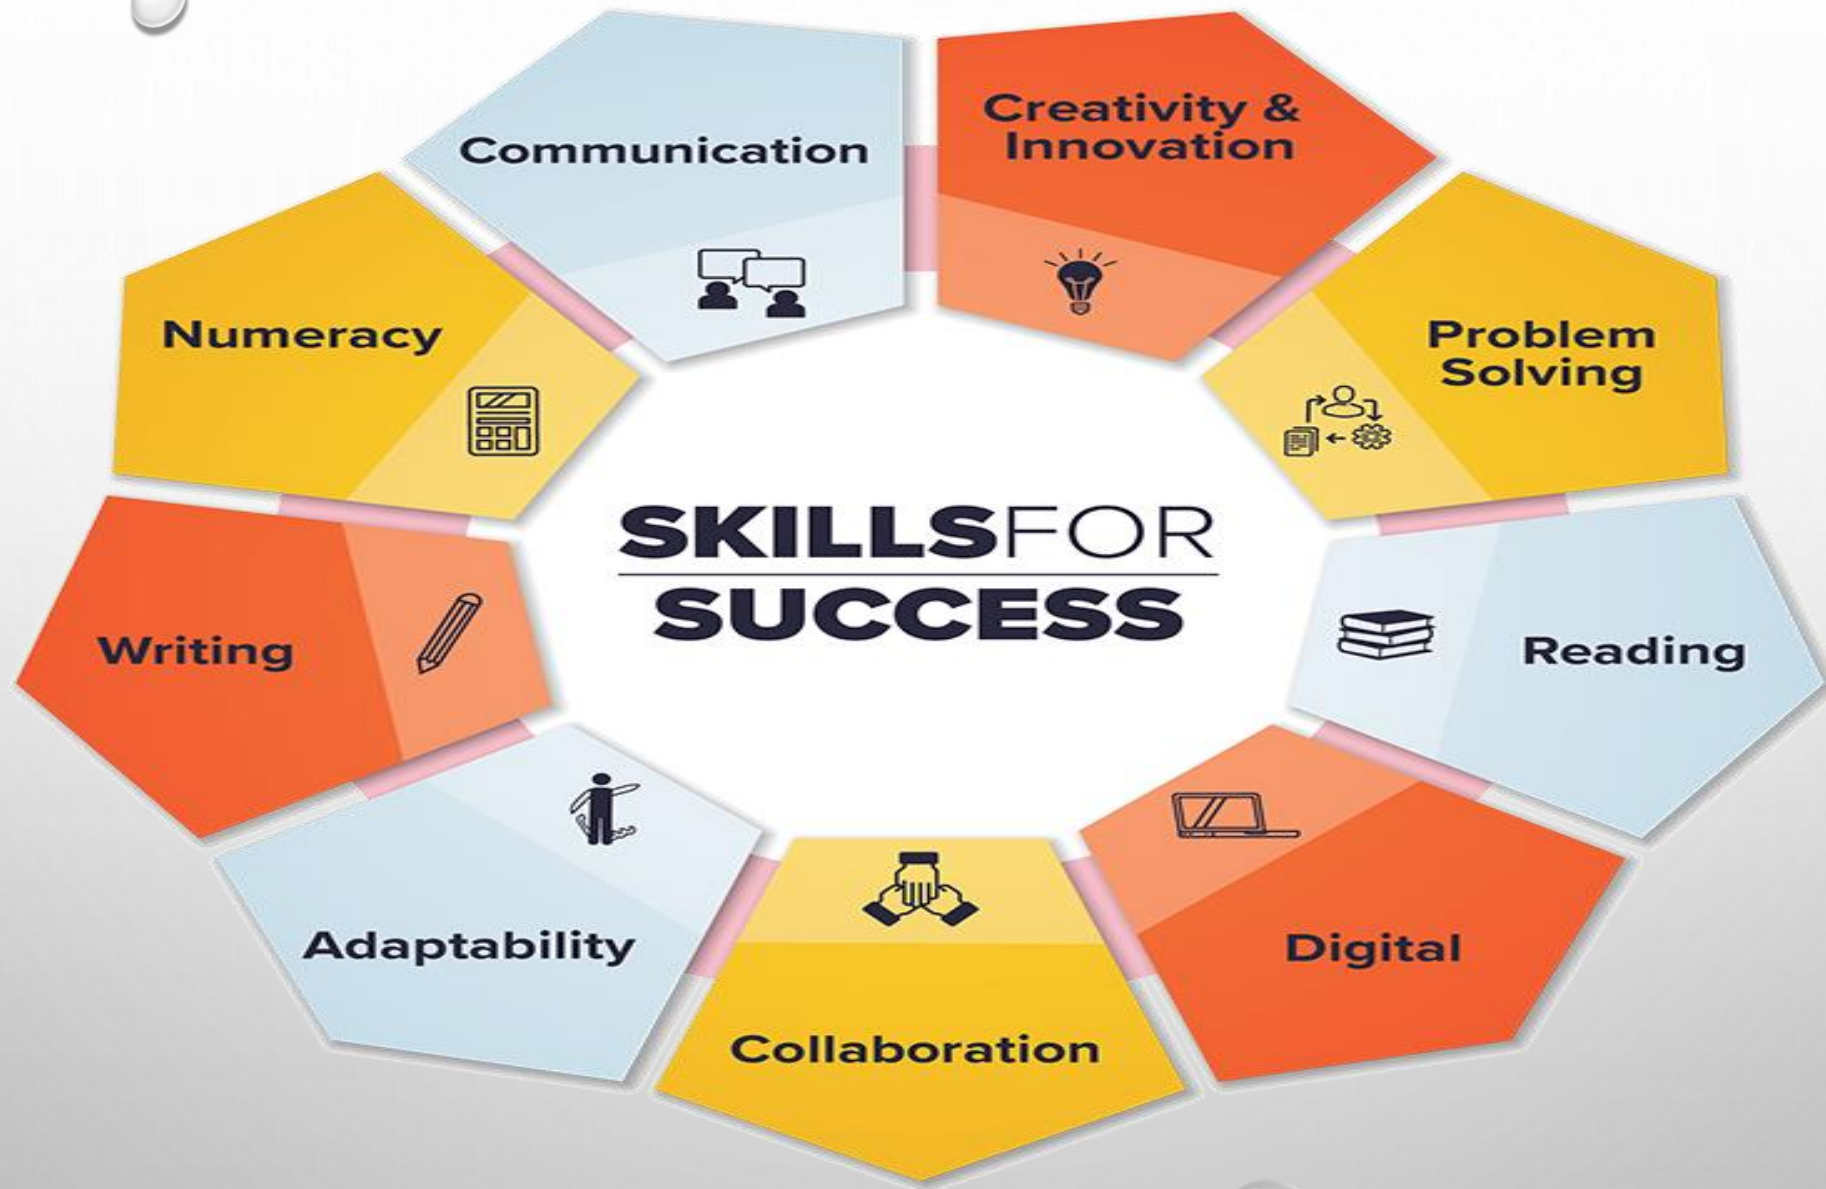 Communication
Creativity &
Innovation
Numeracy
Problem
Solving
SKILLSFOR
SUCCESS
Writing
Reading
Adaptability
Digital
Collaboration